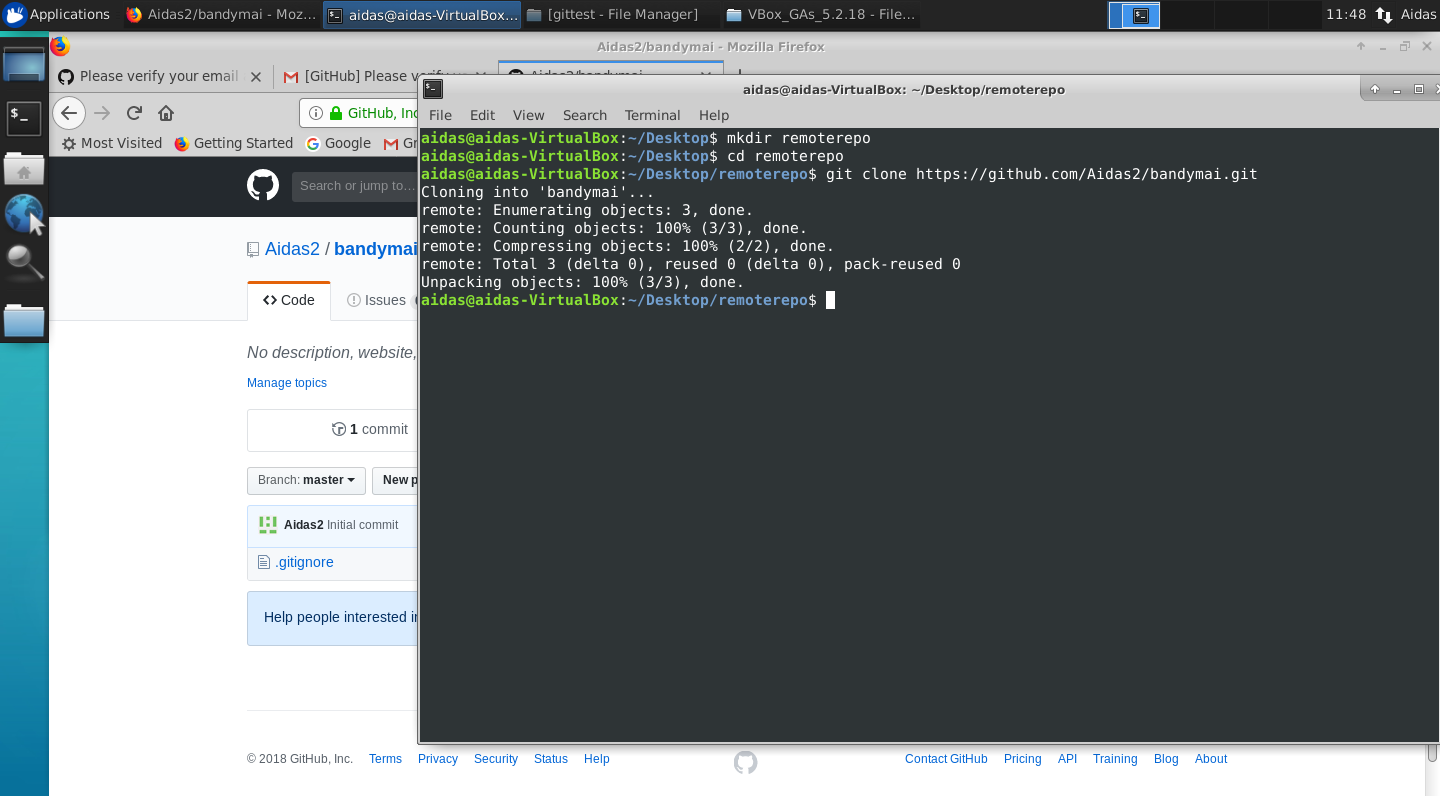 Applications Aidas2/bandymai - Moz... aidas@aidas-VirtualBox... [gittest - File Manager] VBox_GAs_5.2.18 - File... 11:48 Aidas
Aidas2/bandymai - Mozilla Firefox
Please verify your email [GitHub] Please verify Aidas2/bandymai
aidas@aidas-VirtualBox: ~/Desktop/remoterepo
GitHub, Inc
File Edit View Search Terminal Help
Most Visited Getting Started Google Gm
aidas@aidas-VirtualBox:~/Desktop$ mkdir remoterepo
aidas@aidas-VirtualBox:~/Desktop$ cd remoterepo
aidas@aidas-VirtualBox:~/Desktop/remoterepo$ git clone https://github.com/Aidas2/bandymai.git
Cloning into 'bandymai'...
remote: Enumerating objects: 3, done.
remote: Counting objects: 100% (3/3), done.
remote: Compressing objects: 100% (2/2), done.
remote: Total 3 (delta 0), reused 0 (delta 0), pack-reused 0
Unpacking objects: 100% (3/3), done.
aidas@aidas-VirtualBox:~/Desktop/remoterepo$
Search or jump to…
Aidas2 / bandymai
Code Issues
No description, website,
Manage topics
1 commit
Branch: master New p
Aidas2 Initial commit
.gitignore
Help people interested in
© 2018 GitHub, Inc. Terms Privacy Security Status Help Contact GitHub Pricing API Training Blog About